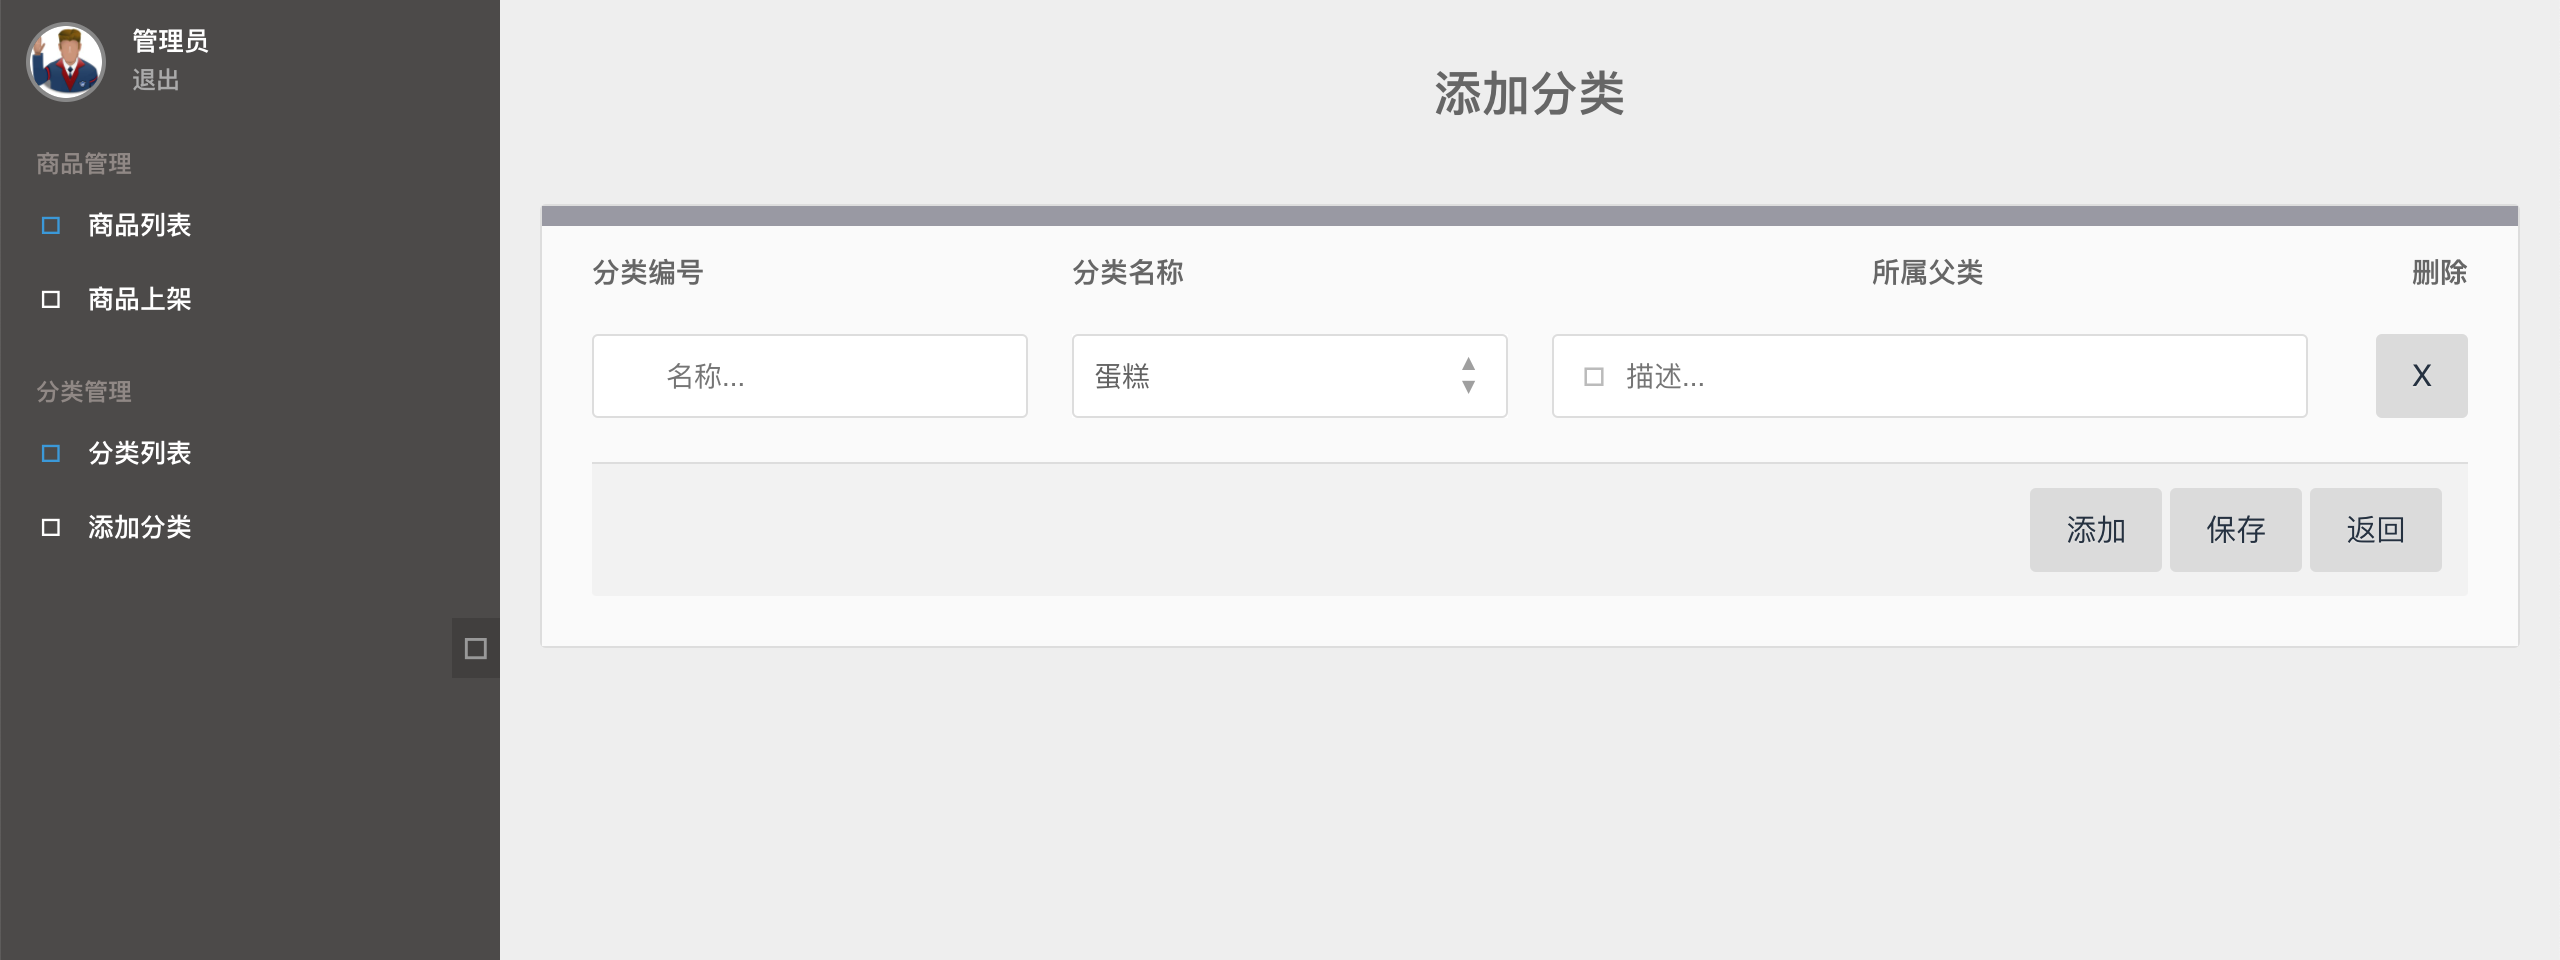 管理员
退出
商品管理
商品列表
商品上架
分类管理
分类列表
添加分类
添加分类
分类编号 分类名称 所属父类 删除
名称... 蛋糕 描述... X
添加 保存 返回